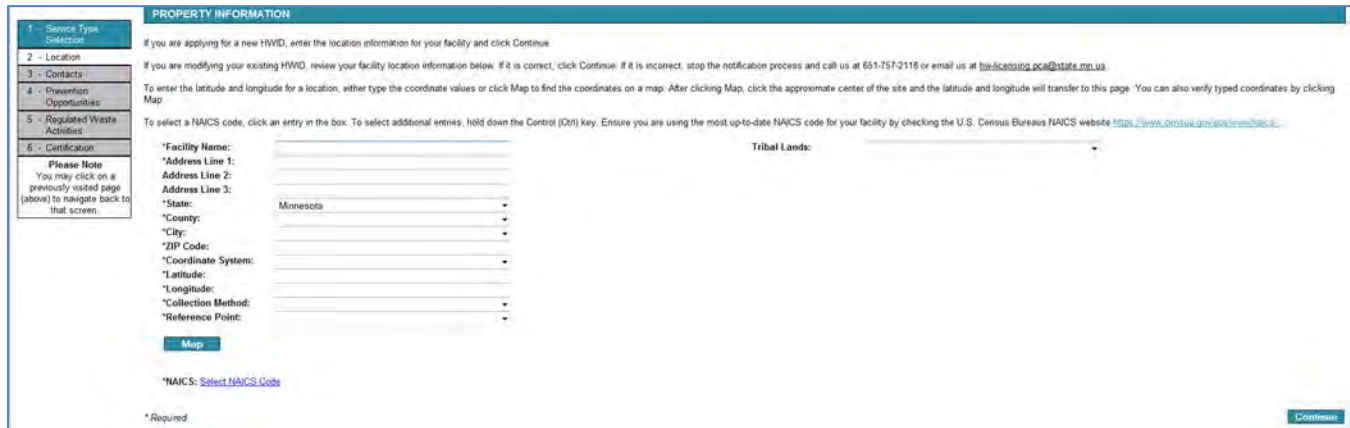 PROPERTY INFORMATION
1 - Service Type
Selection
2 - Location
3 - Contacts
4 - Prevention
Opportunities
5 - Regulated Waste
Activities
6 - Certification
Please Note
You may click on a
previously visited page
(above) to navigate back to
that screen.
If you are applying for a new HWID, enter the location information for your facility and click Continue.
If you are modifying your existing HWID, review your facility location information below. If it is correct, click Continue. If it is incorrect, stop the notification process and call us at 651-757-2118 or email us at hw-licensing.pca@state.mn.us.
To enter the latitude and longitude for a location, either type the coordinate values or click Map to find the coordinates on a map. After clicking Map, click the approximate center of the site and the latitude and longitude will transfer to this page. You can also verify typed coordinates by clicking
Map.
To select a NAICS code, click an entry in the box. To select additional entries, hold down the Control (Ctrl) key. Ensure you are using the most up-to-date NAICS code for your facility by checking the U.S. Census Bureaus NAICS website https://www.census.gov/eos/www/naics/
*Facility Name:
Tribal Lands:
*Address Line 1:
Address Line 2:
Address Line 3:
*State: Minnesota
*County:
*City:
*ZIP Code:
*Coordinate System:
*Latitude:
*Longitude:
*Collection Method:
*Reference Point:
Map
*NAICS: Select NAICS Code
* Required
Continue